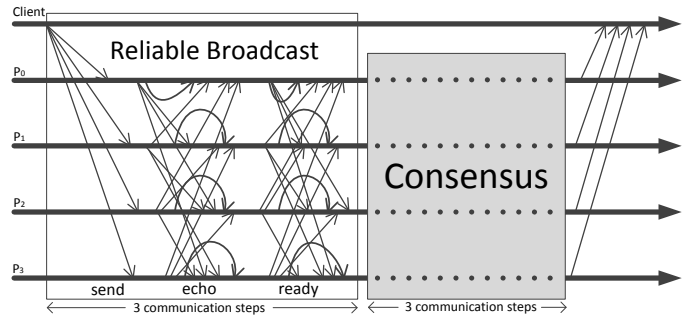 Client
Reliable Broadcast
P0
P1
Consensus
P2
P3
send echo ready
3 communication steps
3 communication steps